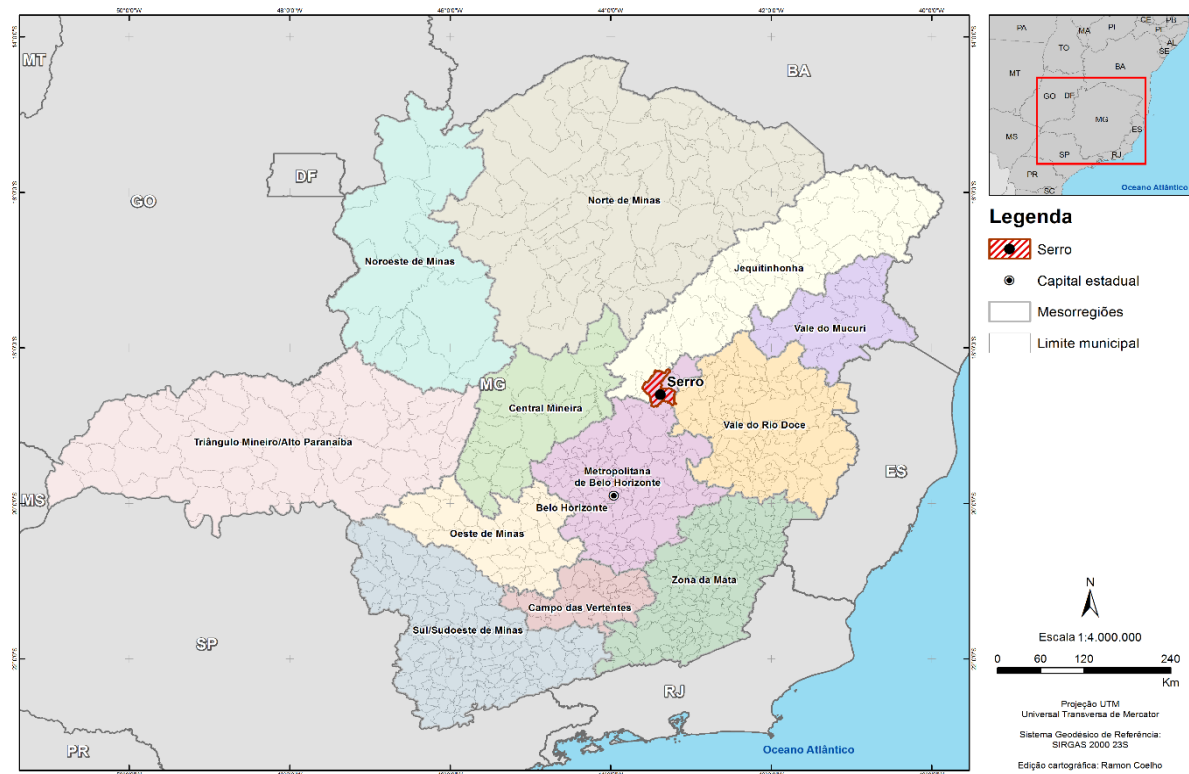 MT
BA
DF
GO
Norte de Minas
Noroeste de Minas
Jequitinhonha
Vale do Mucuri
MG
Serro
Central Mineira
Vale do Rio Doce
Triângulo Mineiro/Alto Paranaíba
ES
Metropolitana
de Belo Horizonte
MS
Belo Horizonte
Oeste de Minas
Zona da Mata
Campo das Vertentes
Sul/Sudoeste de Minas
SP
RJ
PR
Oceano Atlântico
PA
MA
CE
PB
PI
PI
AL
TO
SE
BA
MT
GO
DF
MG
ES
MS
SP
RJ
PR
SC
Oceano Atlântico
Legenda
Serro
Capital estadual
Mesorregiões
Limite municipal
N
Escala 1:4.000.000
0 60 120 240
Km
Projeção UTM
Universal Transversa de Mercator
Sistema Geodésico de Referência:
SIRGAS 2000 23S
Edição cartográfica: Ramon Coelho